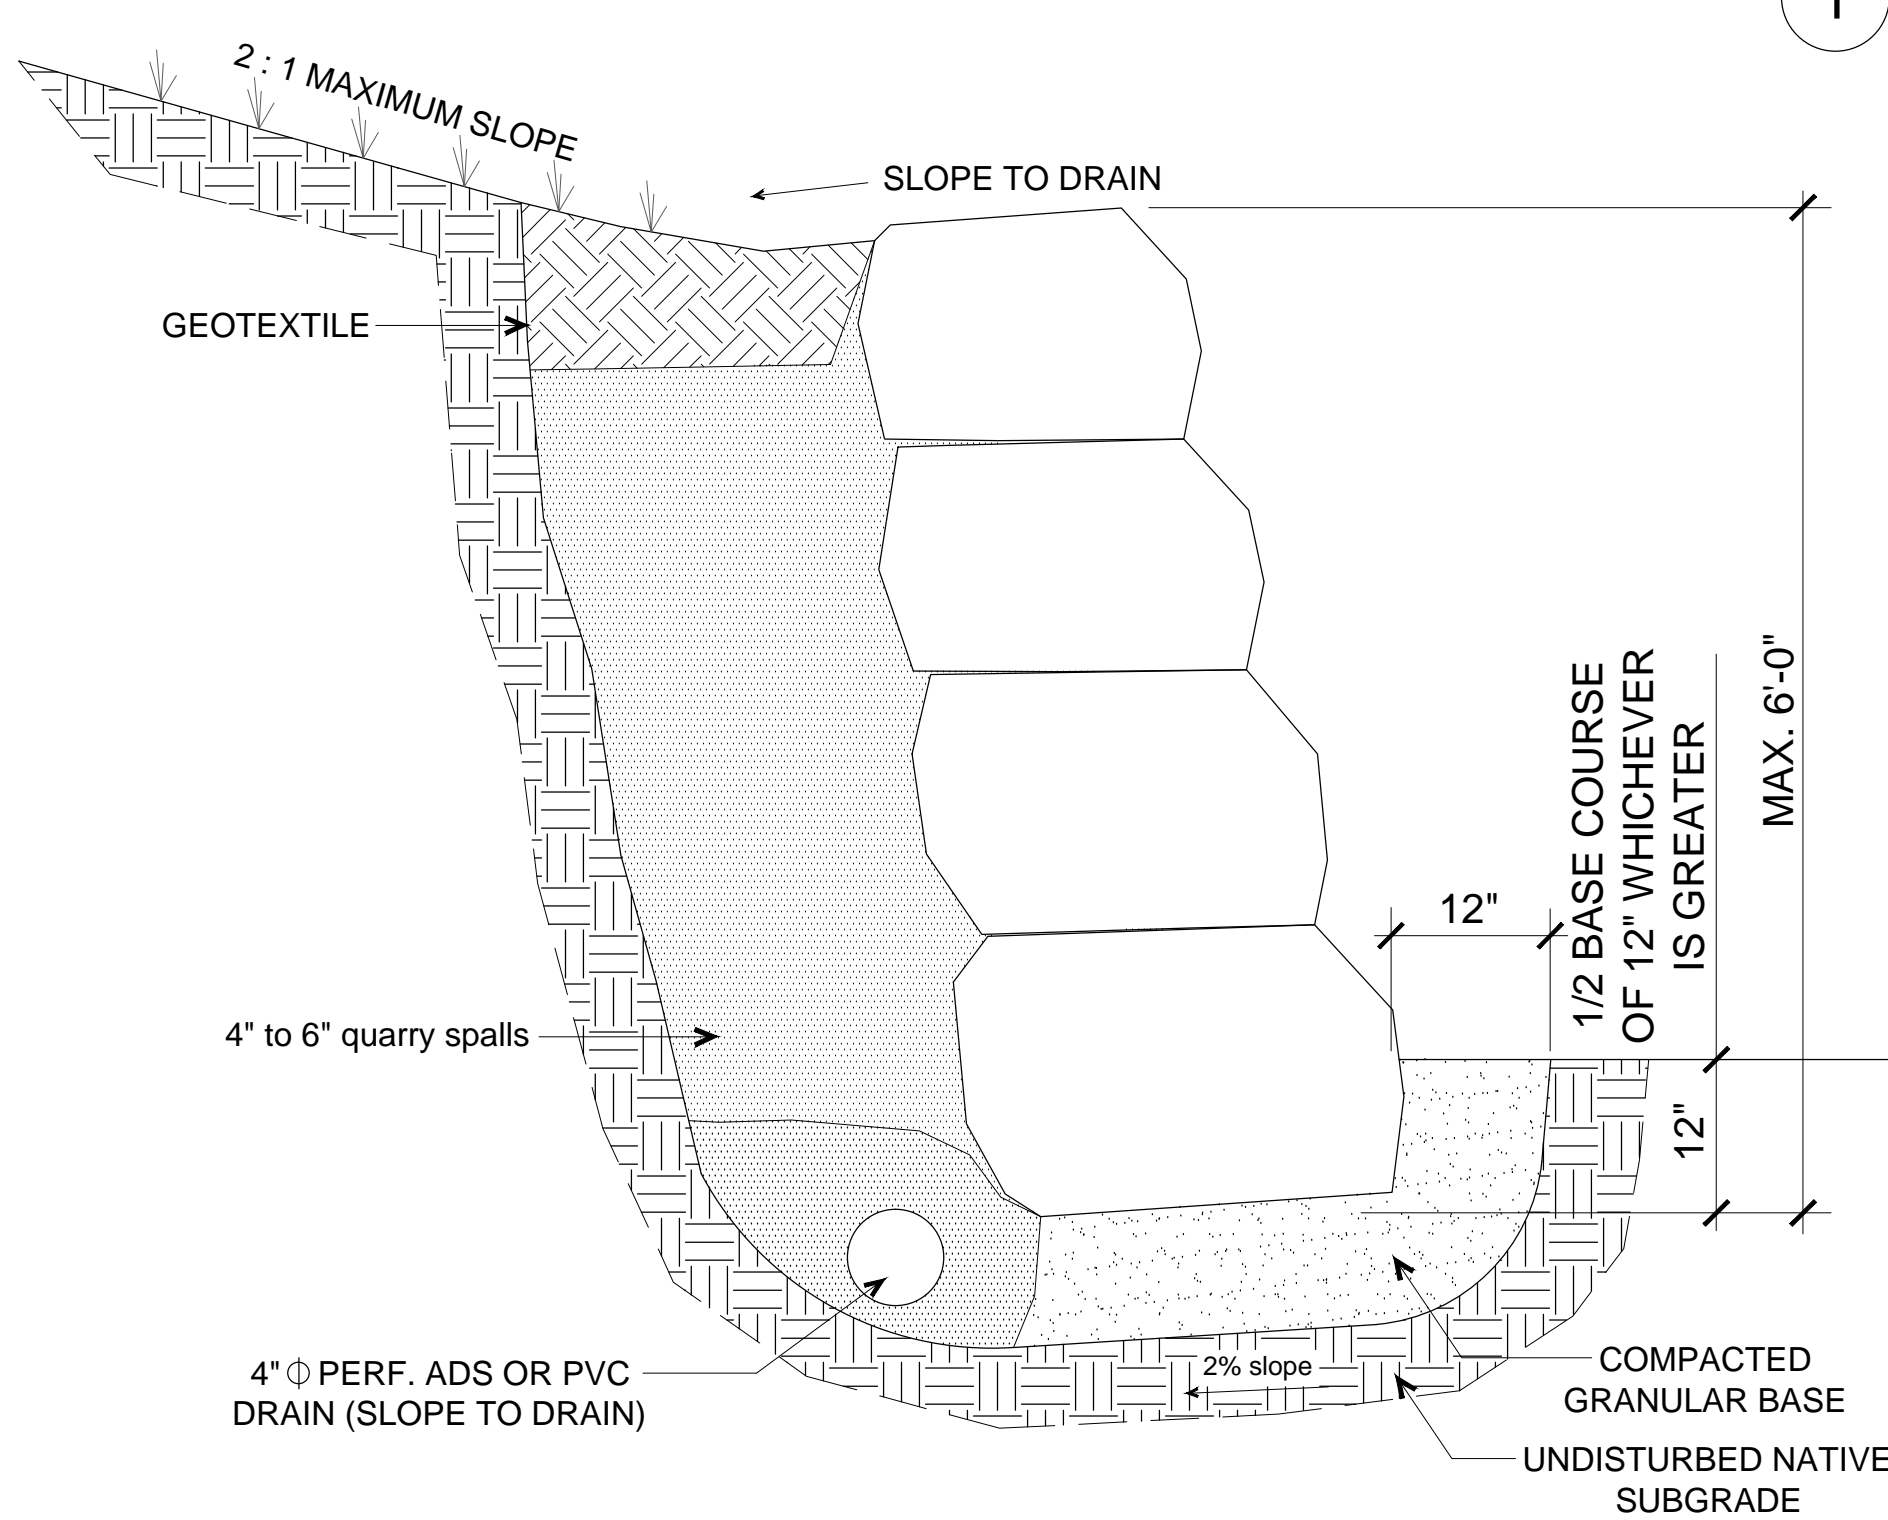 1
2 : 1 MAXIMUM SLOPE
SLOPE TO DRAIN
GEOTEXTILE
1/2 BASE COURSE
OF 12" WHICHEVER
IS GREATER
MAX. 6'-0"
12"
4" to 6" quarry spalls
12"
2% slope
4" ⌀ PERF. ADS OR PVC
DRAIN (SLOPE TO DRAIN)
COMPACTED
GRANULAR BASE
UNDISTURBED NATIVE
SUBGRADE